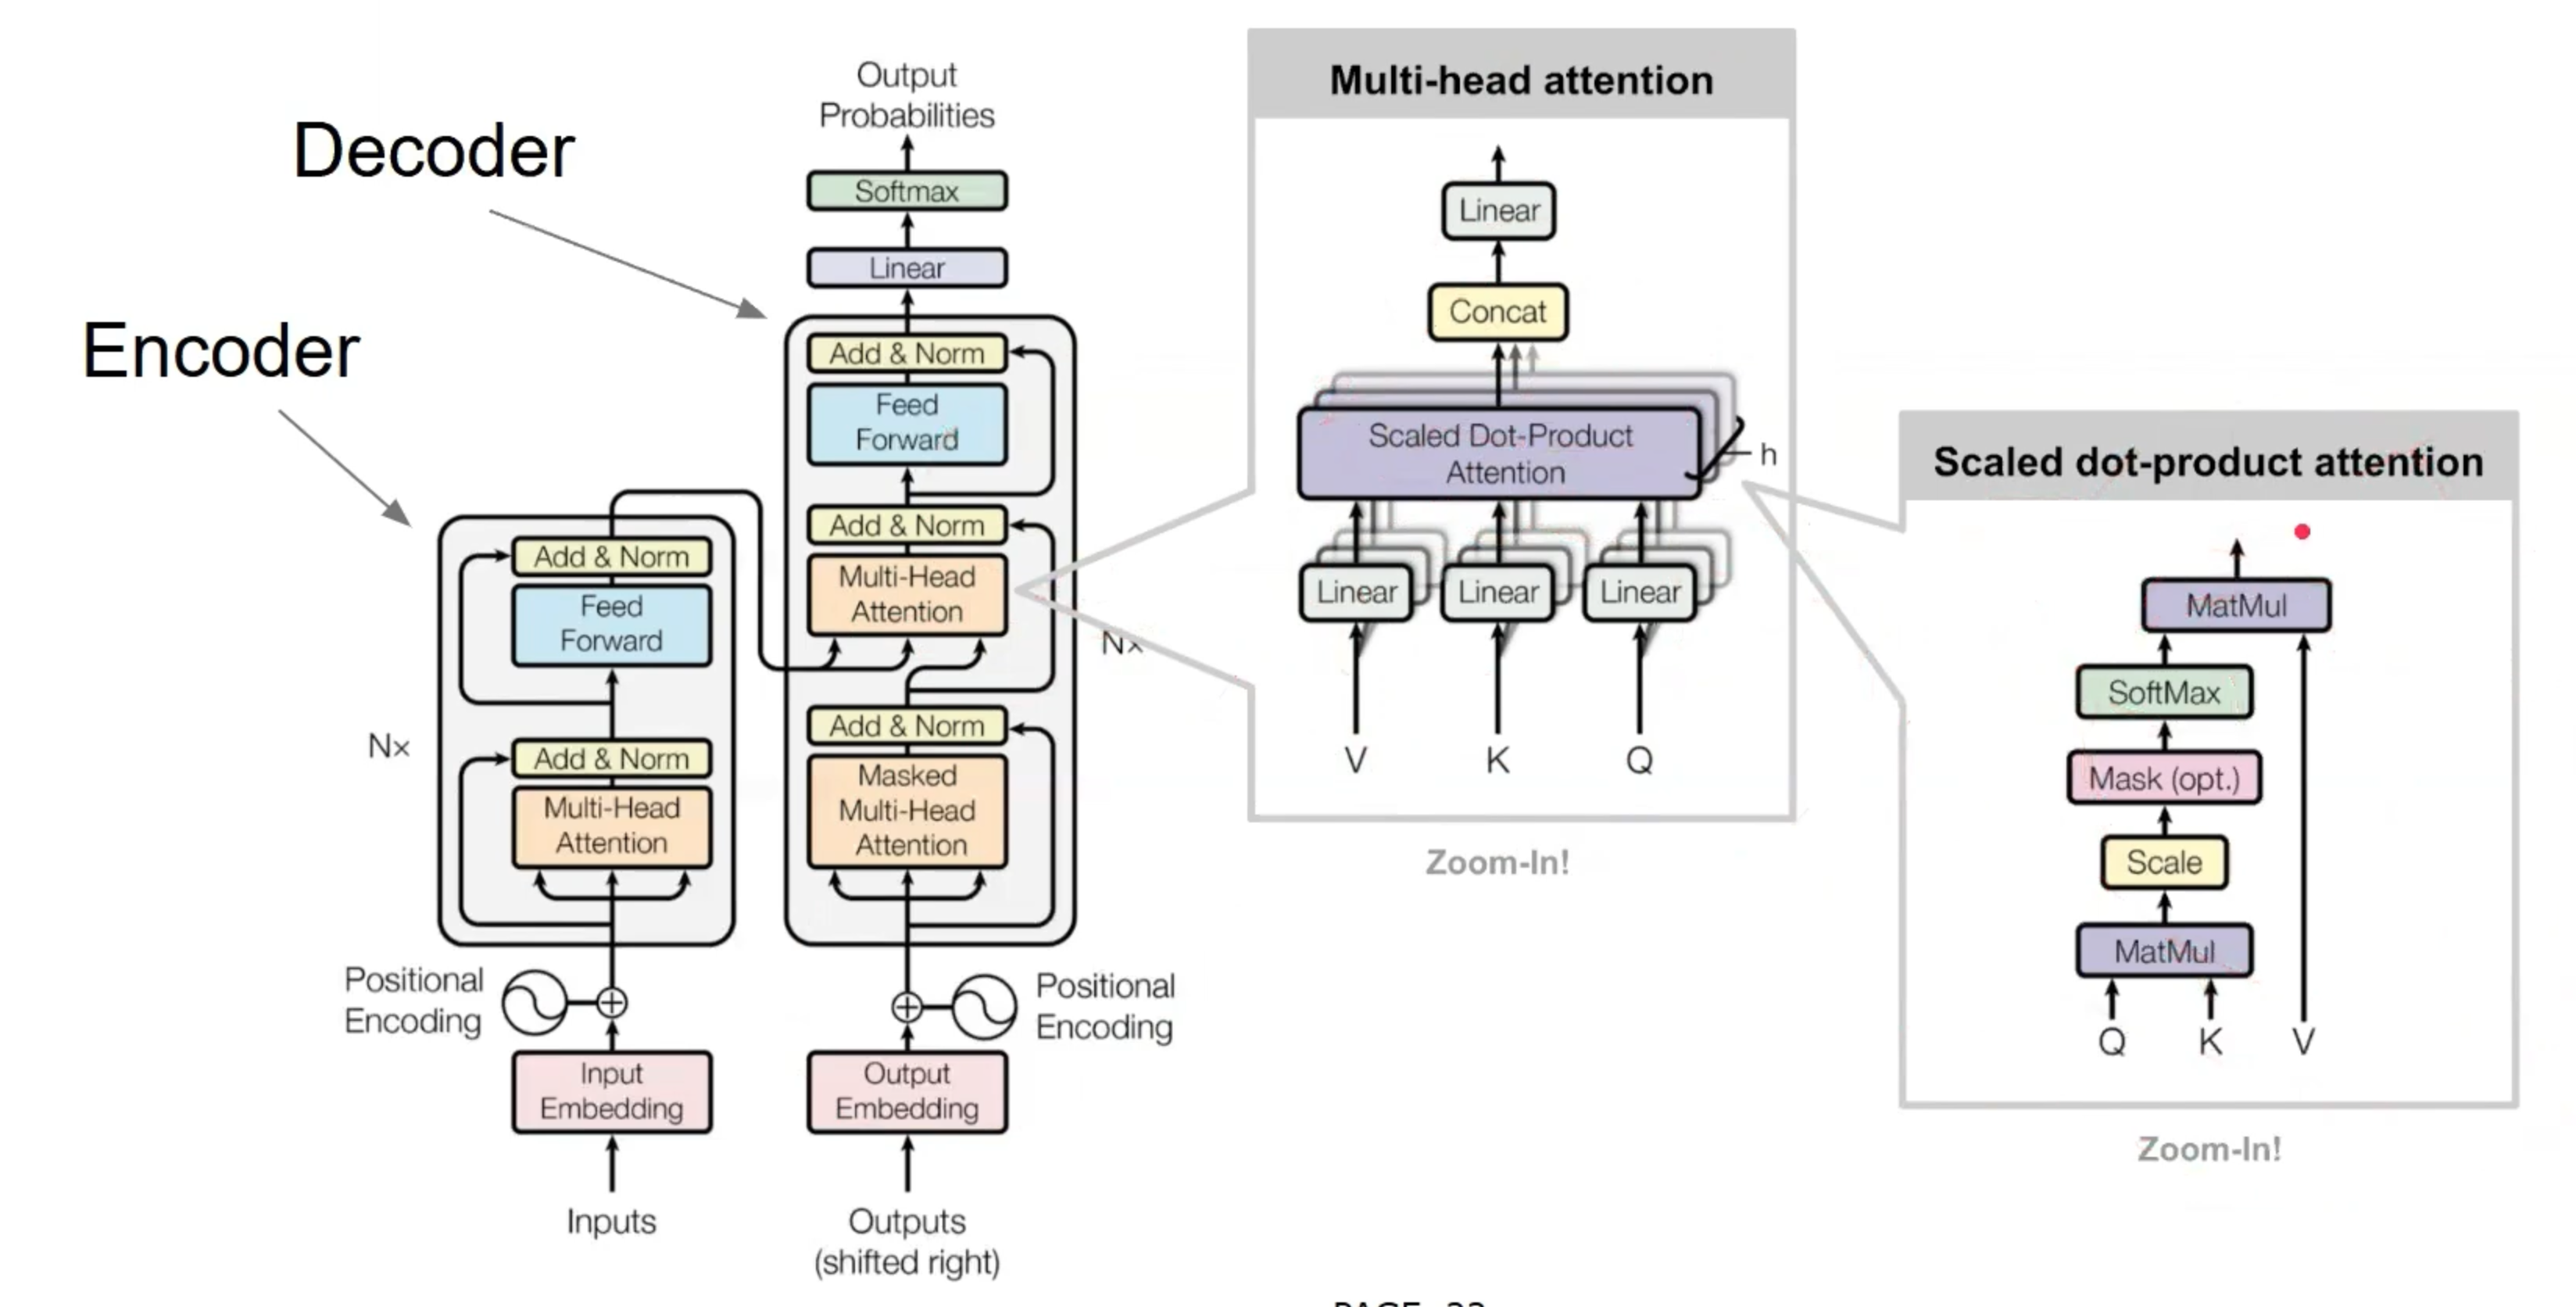 Decoder
Encoder
Output
Probabilities
Softmax
Linear
Add & Norm
Feed
Forward
Add & Norm
Multi-Head
Attention
Nx
Add & Norm
Masked
Multi-Head
Attention
Positional
Encoding
Output
Embedding
Outputs
(shifted right)
Add & Norm
Feed
Forward
Nx
Add & Norm
Multi-Head
Attention
Positional
Encoding
Input
Embedding
Inputs
Multi-head attention
Linear
Concat
Scaled Dot-Product
Attention
h
Linear
Linear
Linear
V
K
Q
Zoom-In!
Scaled dot-product attention
MatMul
SoftMax
Mask (opt.)
Scale
MatMul
Q
K
V
Zoom-In!